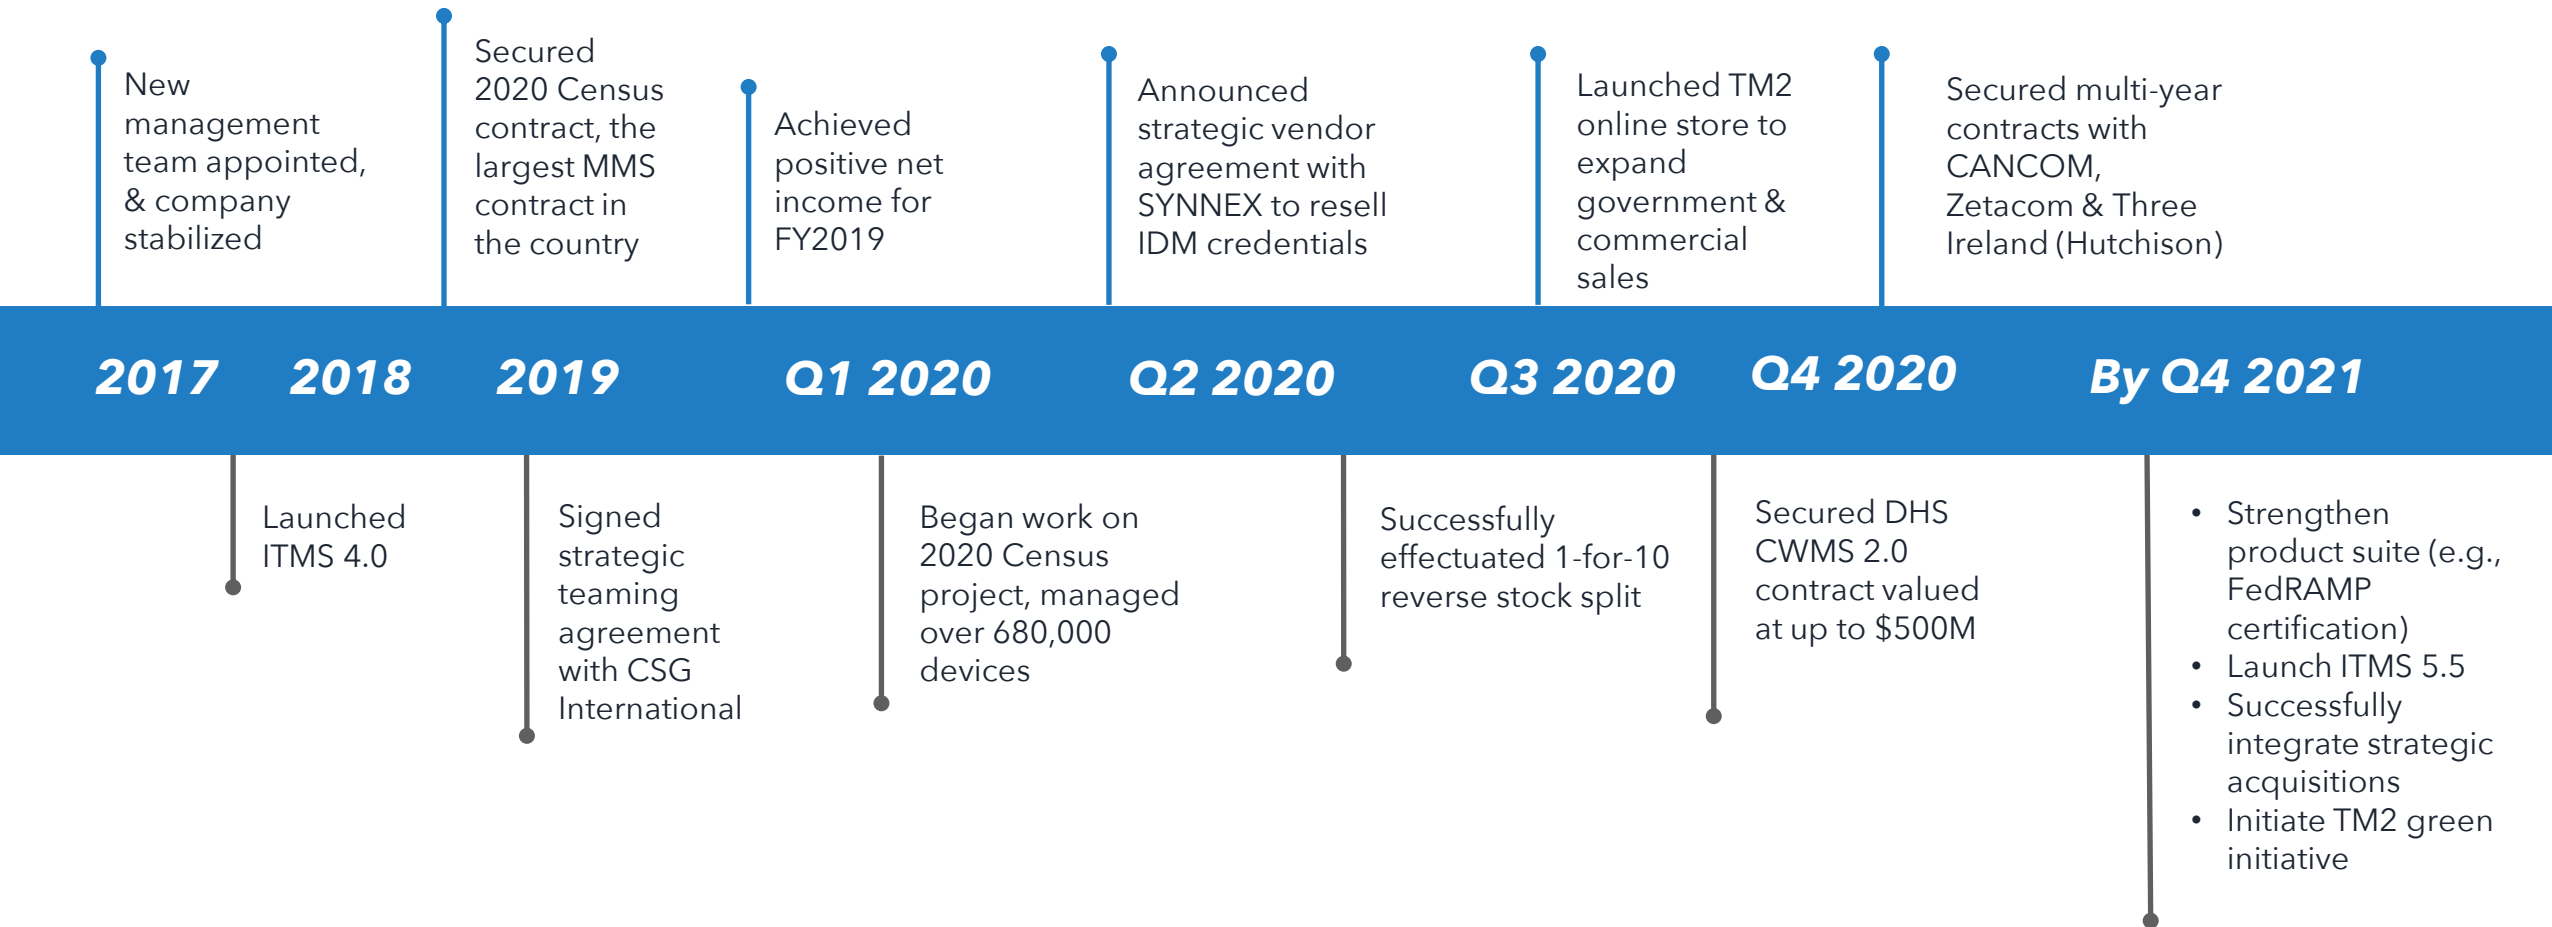 New
management
team appointed,
& company
stabilized
Secured
2020 Census
contract, the
largest MMS
contract in
the country
Achieved
positive net
income for
FY2019
Announced
strategic vendor
agreement with
SYNNEX to resell
IDM credentials
Launched TM2
online store to
expand
government &
commercial
sales
Secured multi-year
contracts with
CANCOM,
Zetacom & Three
Ireland (Hutchison)
2017
2018
2019
Q1 2020
Q2 2020
Q3 2020
Q4 2020
By Q4 2021
Launched
ITMS 4.0
Signed
strategic
teaming
agreement
with CSG
International
Began work on
2020 Census
project, managed
over 680,000
devices
Successfully
effectuated 1-for-10
reverse stock split
Secured DHS
CWMS 2.0
contract valued
at up to $500M
• Strengthen
product suite (e.g.,
FedRAMP
certification)
• Launch ITMS 5.5
• Successfully
integrate strategic
acquisitions
• Initiate TM2 green
initiative